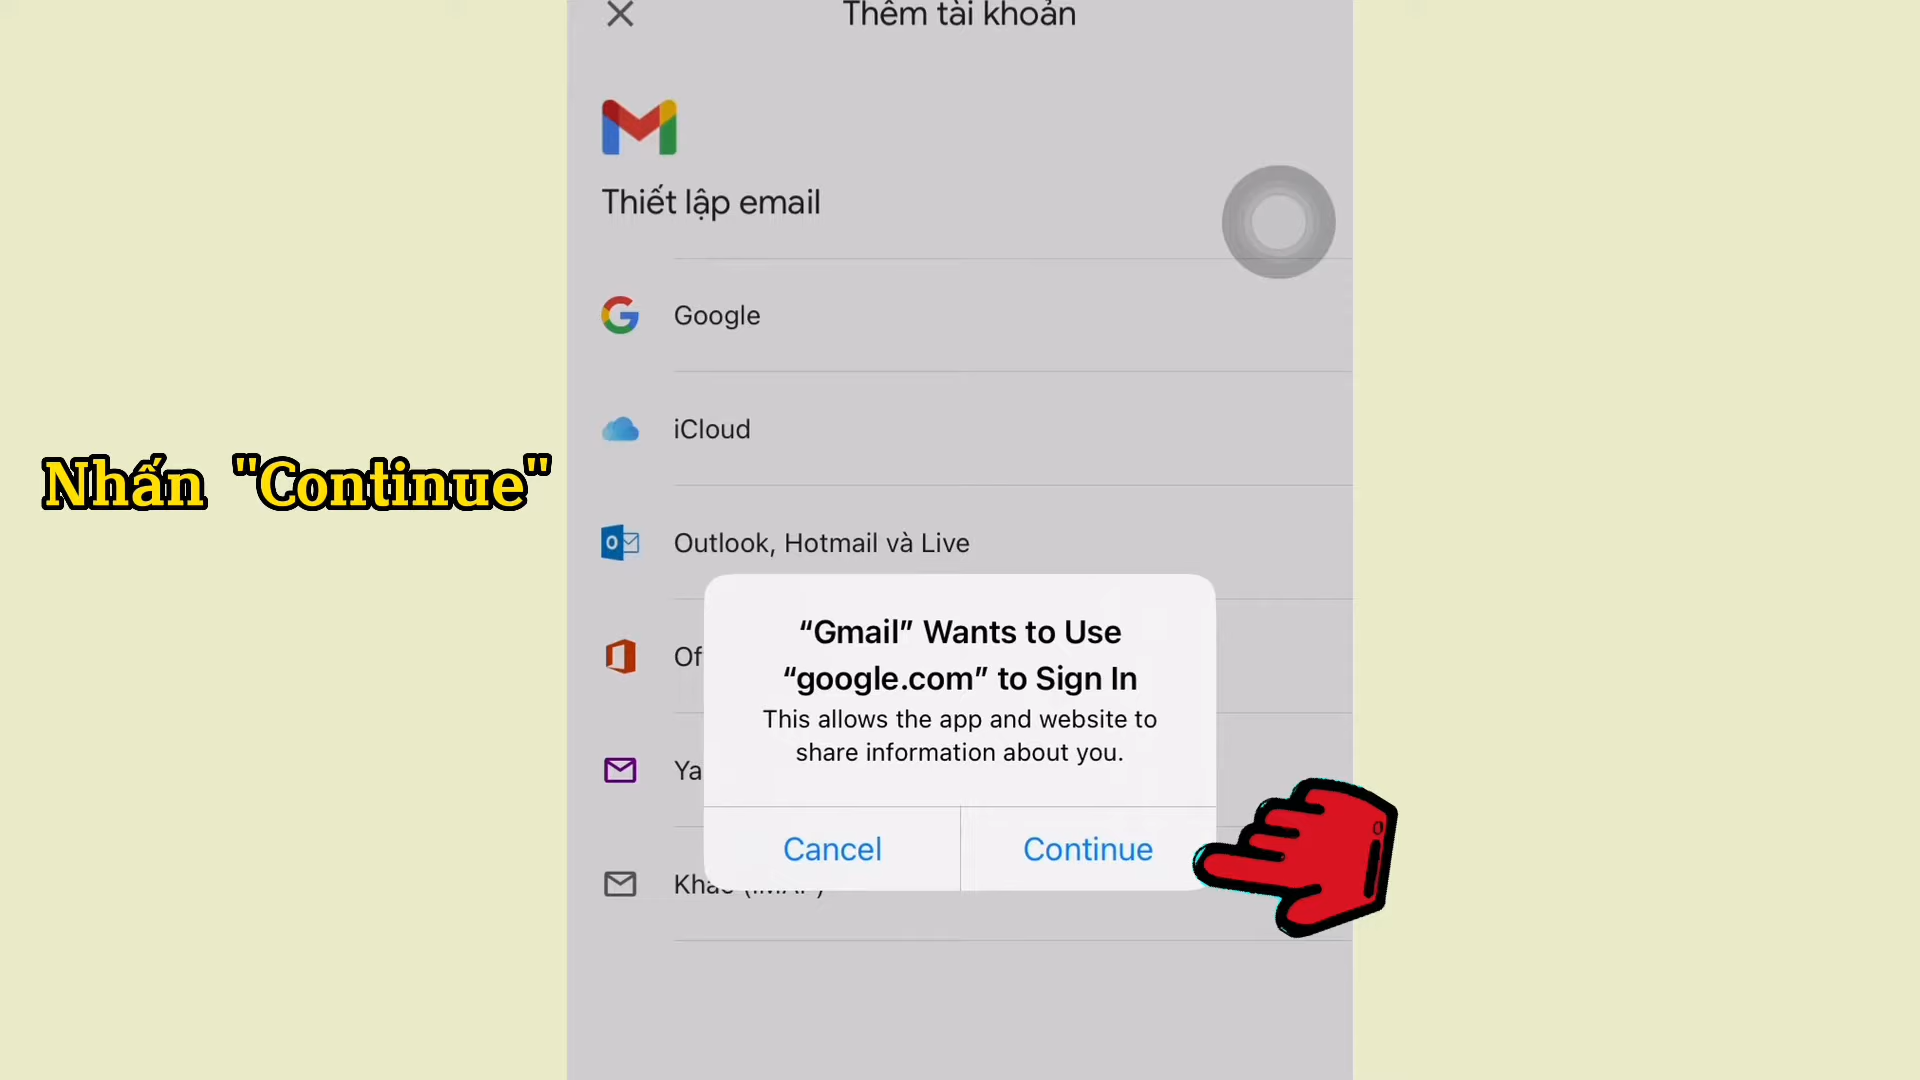 Thêm tài khoản
Thiết lập email
Google
iCloud
Nhấn "Continue"
Outlook, Hotmail và Live
“Gmail” Wants to Use
“google.com” to Sign In
This allows the app and website to
share information about you.
Cancel
Continue